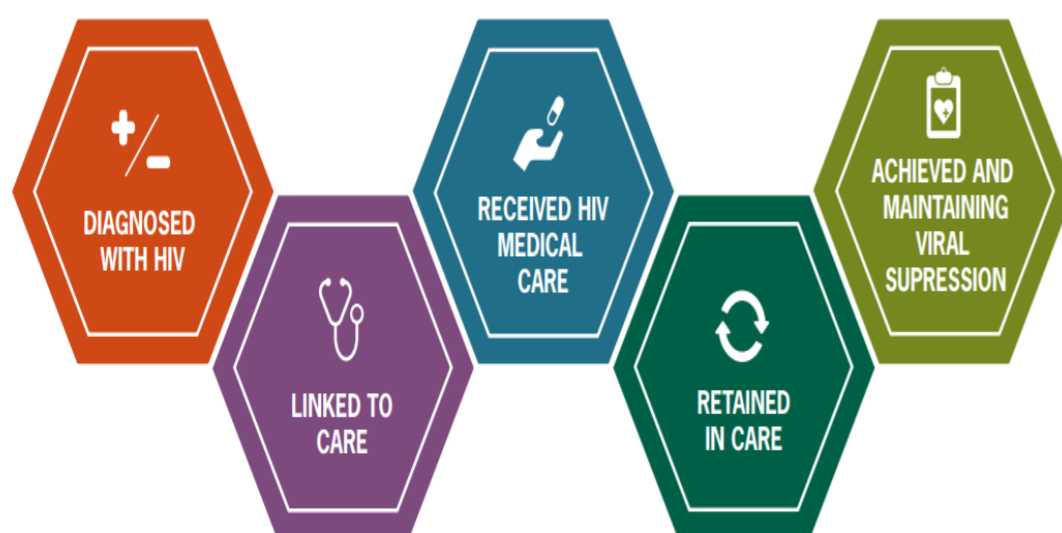 DIAGNOSED
WITH HIV
LINKED TO
CARE
RECEIVED HIV
MEDICAL
CARE
RETAINED
IN CARE
ACHIEVED AND
MAINTAINING
VIRAL
SUPRESSION